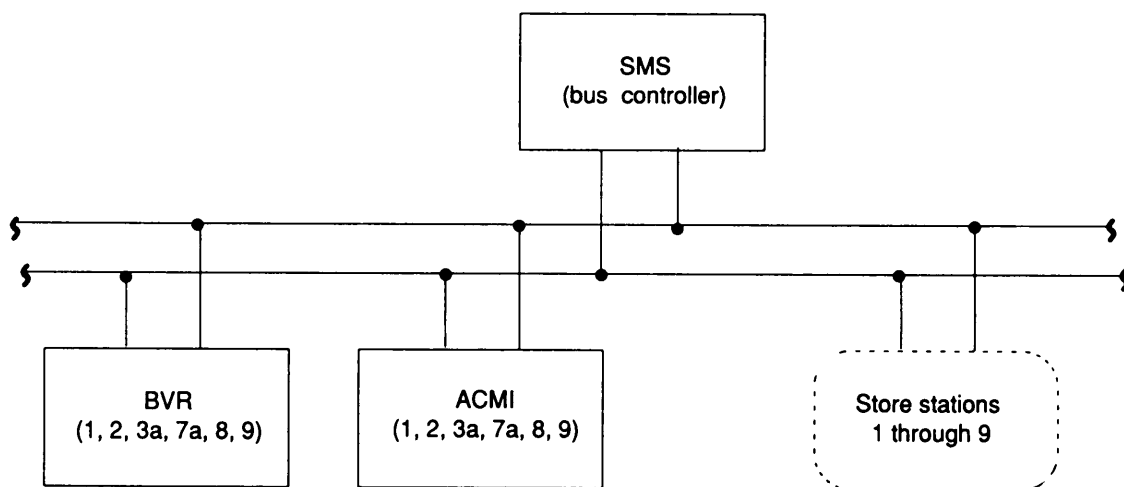 SMS
(bus controller)
BVR
(1, 2, 3a, 7a, 8, 9)
ACMI
(1, 2, 3a, 7a, 8, 9)
Store stations
1 through 9